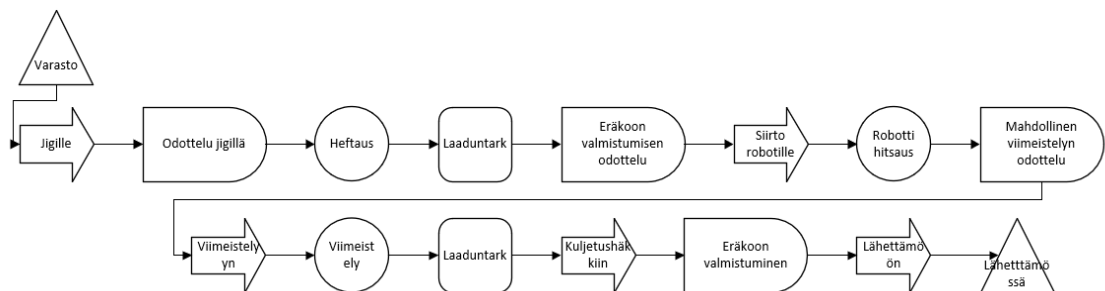 Varasto
Jigille
Odottelu jigillä
Heftaus
Laaduntark
Eräkoon
valmistumisen
odottelu
Siirto
robotille
Robotti
hitsaus
Mahdollinen
viimeistelyn
odottelu
Viimeistely
yn
Viimeist
ely
Laaduntark
Kuljetushäk
kiin
Eräkoon
valmistuminen
Lähettämö
ön
Lähetttämö
ssä